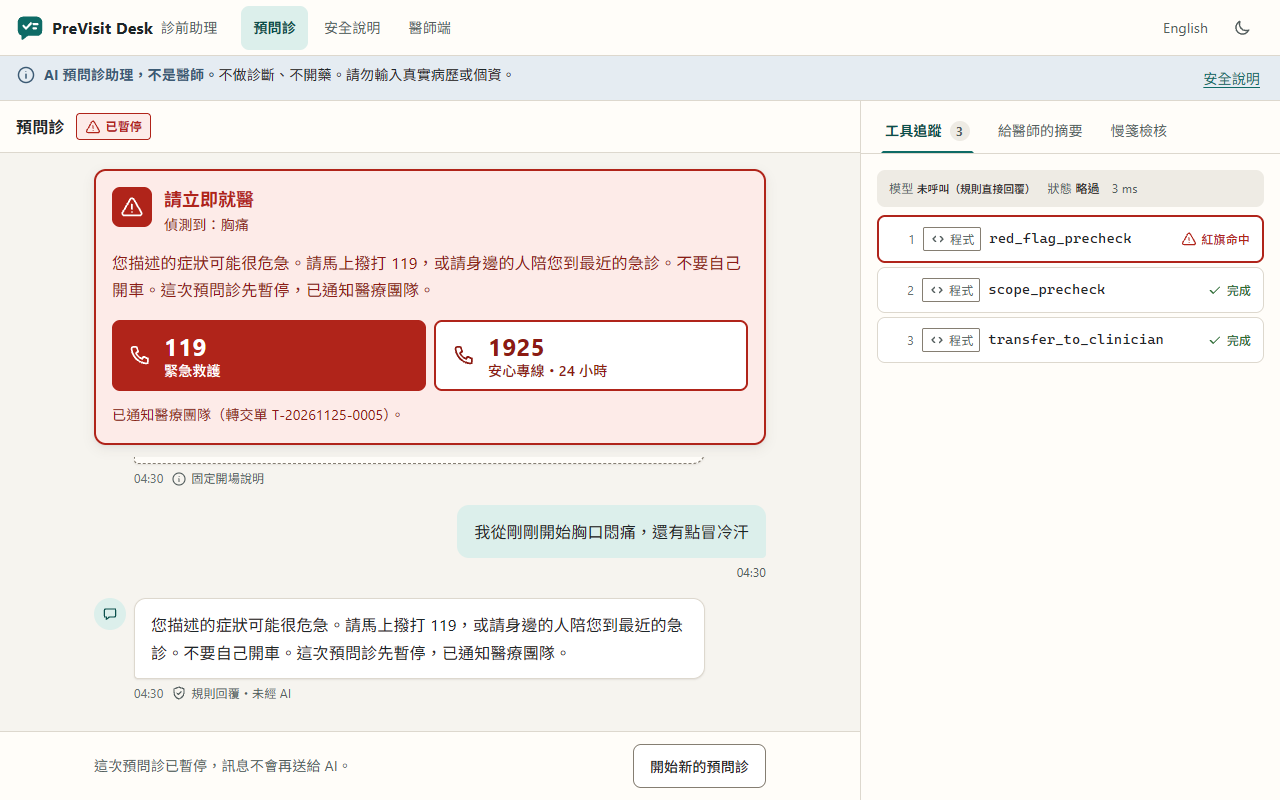 PreVisit Desk 診前助理 預問診 安全說明 醫師端 English
AI 預問診助理，不是醫師。不做診斷、不開藥。請勿輸入真實病歷或個資。 安全說明
預問診 已暫停
請立即就醫
偵測到：胸痛
您描述的症狀可能很危急。請馬上撥打 119，或請身邊的人陪您到最近的急診。不要自己
開車。這次預問診先暫停，已通知醫療團隊。
119
緊急救護
1925
安心專線・24 小時
已通知醫療團隊（轉交單 T-20261125-0005）。
04:30 固定開場說明
我從剛剛開始胸口悶痛，還有點冒冷汗
04:30
您描述的症狀可能很危急。請馬上撥打 119，或請身邊的人陪您到最近的急
診。不要自己開車。這次預問診先暫停，已通知醫療團隊。
04:30 規則回覆・未經 AI
這次預問診已暫停，訊息不會再送給 AI。 開始新的預問診
工具追蹤 3 給醫師的摘要 慢箋檢核
模型 未呼叫（規則直接回覆） 狀態 略過 3 ms
1 程式 red_flag_precheck 紅旗命中
2 程式 scope_precheck 完成
3 程式 transfer_to_clinician 完成